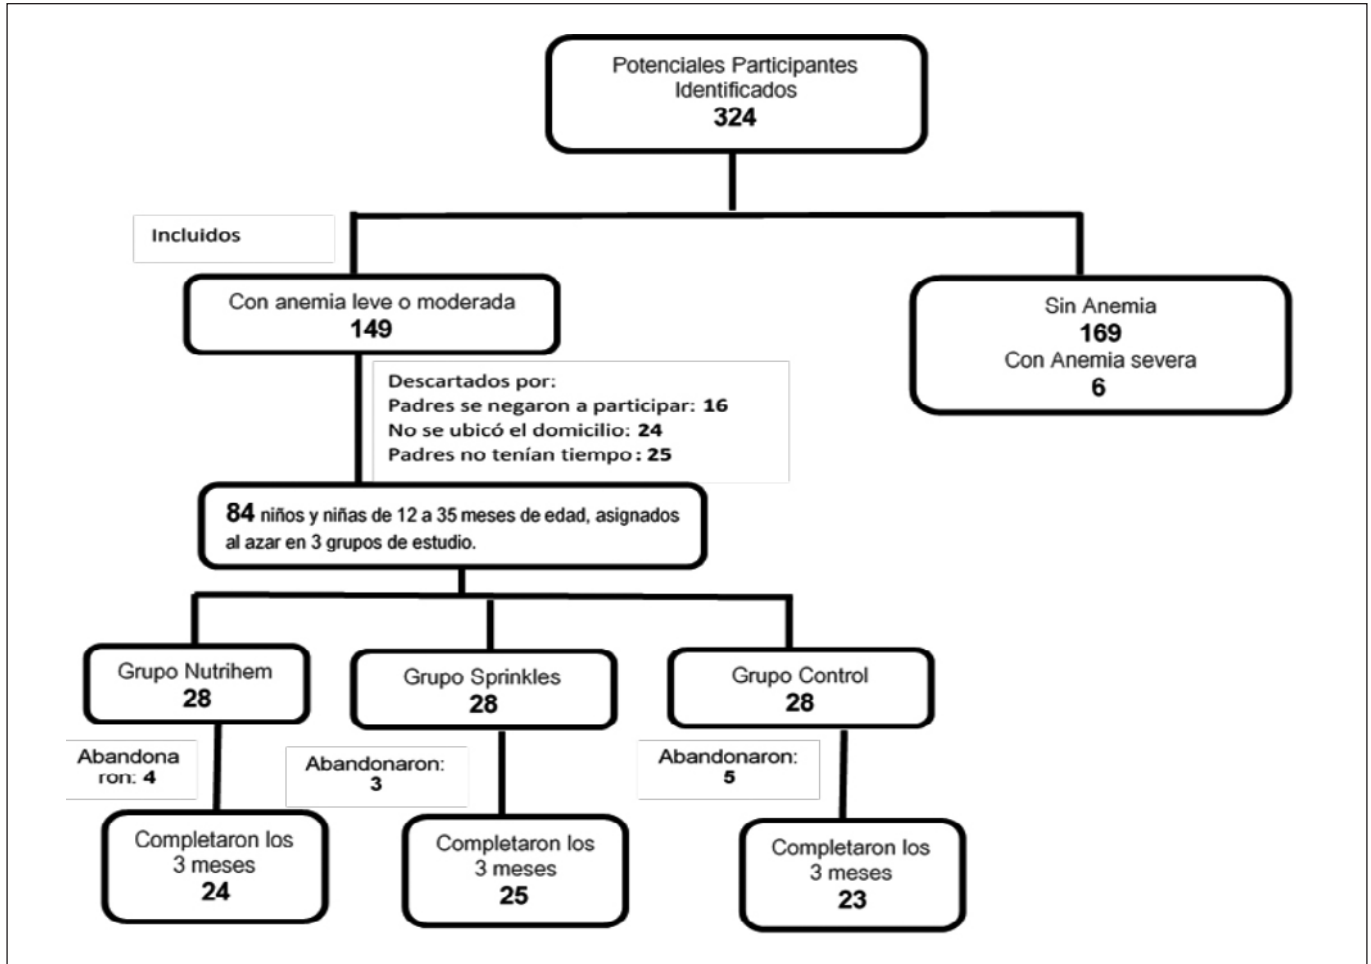 Potenciales Participantes
Identificados
324
Incluidos
Con anemia leve o moderada
149
Sin Anemia
169
Con Anemia severa
6
Descartados por:
Padres se negaron a participar: 16
No se ubicó el domicilio: 24
Padres no tenían tiempo : 25
84 niños y niñas de 12 a 35 meses de edad, asignados
al azar en 3 grupos de estudio.
Grupo Nutrihem
28
Grupo Sprinkles
28
Grupo Control
28
Abandona
ron: 4
Abandonaron:
3
Abandonaron:
5
Completaron los
3 meses
24
Completaron los
3 meses
25
Completaron los
3 meses
23